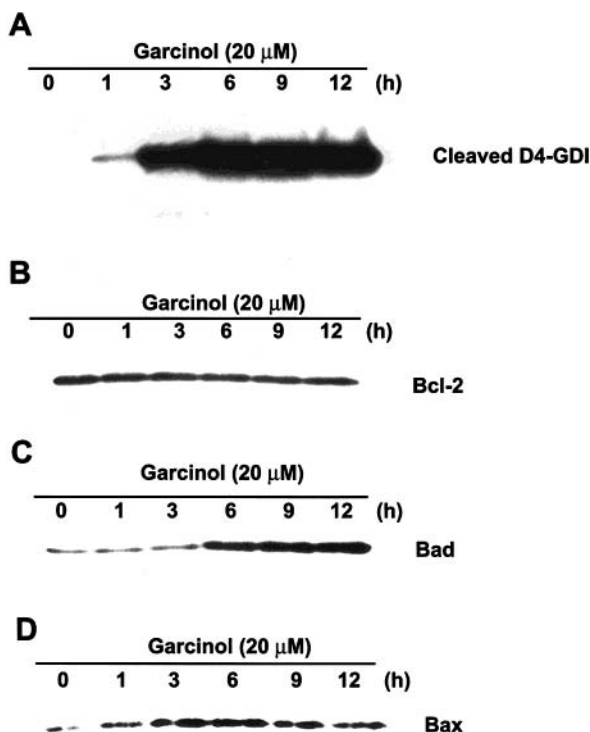 A
Garcinol (20 μM)
0 1 3 6 9 12 (h)
Cleaved D4-GDI
B
Garcinol (20 μM)
0 1 3 6 9 12 (h)
Bcl-2
C
Garcinol (20 μM)
0 1 3 6 9 12 (h)
Bad
D
Garcinol (20 μM)
0 1 3 6 9 12 (h)
Bax